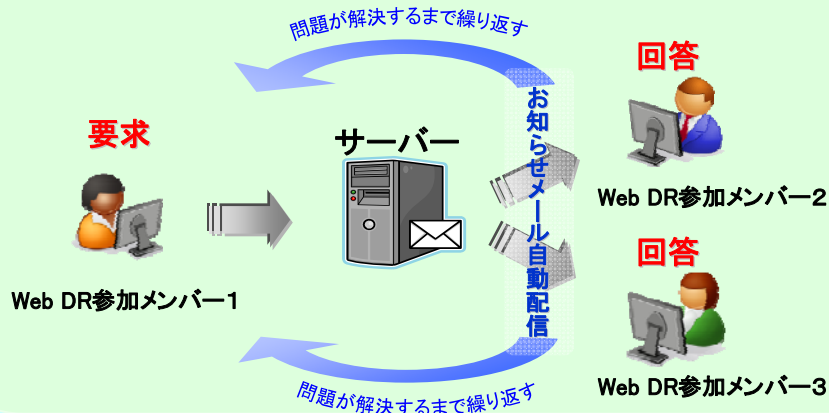 問題が解決するまで繰り返す
回答
要求
サーバー
お知らせメール自動配信
Web DR参加メンバー2
回答
Web DR参加メンバー1
Web DR参加メンバー3
問題が解決するまで繰り返す